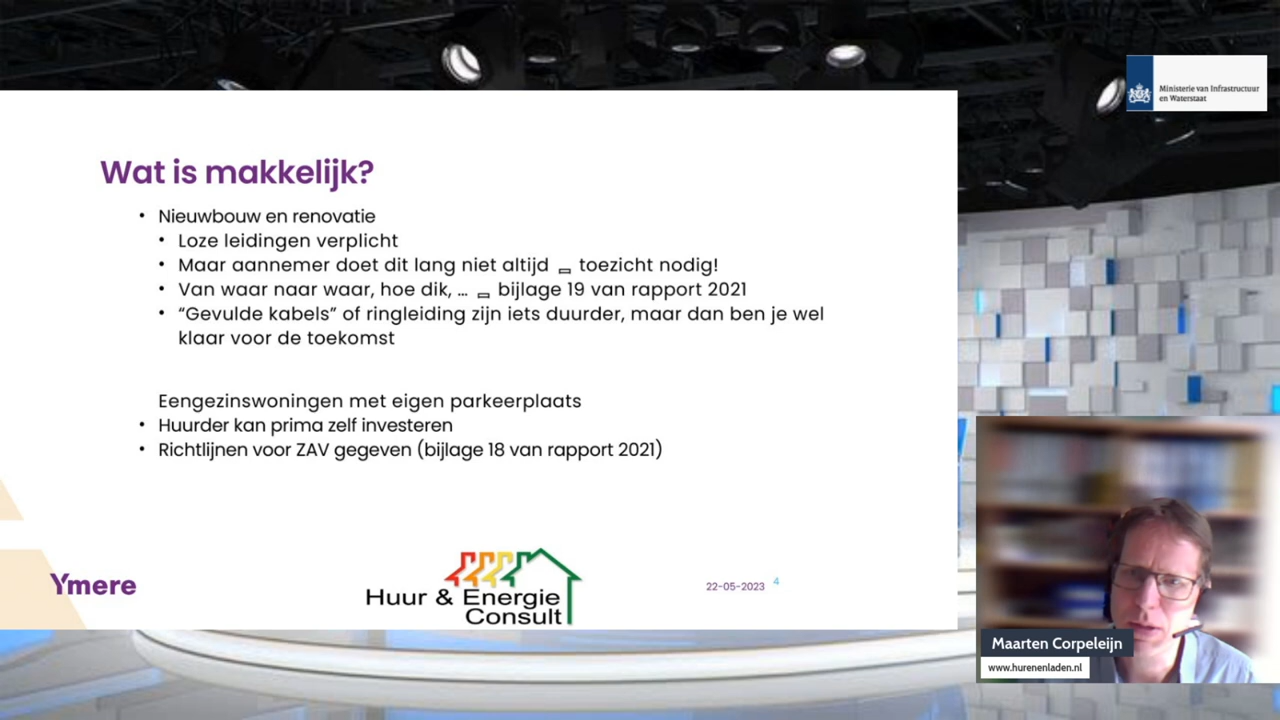 Ministerie van Infrastructuur
en Waterstaat
Wat is makkelijk?
• Nieuwbouw en renovatie
• Loze leidingen verplicht
• Maar aannemer doet dit lang niet altijd toezicht nodig!
• Van waar naar waar, hoe dik, ... bijlage 19 van rapport 2021
• “Gevulde kabels” of ringleiding zijn iets duurder, maar dan ben je wel
klaar voor de toekomst
Eengezinswoningen met eigen parkeerplaats
• Huurder kan prima zelf investeren
• Richtlijnen voor ZAV gegeven (bijlage 18 van rapport 2021)
Ymere
Huur & Energie
Consult
22-05-2023 4
Maarten Corpeleijn
www.hurenenladen.nl